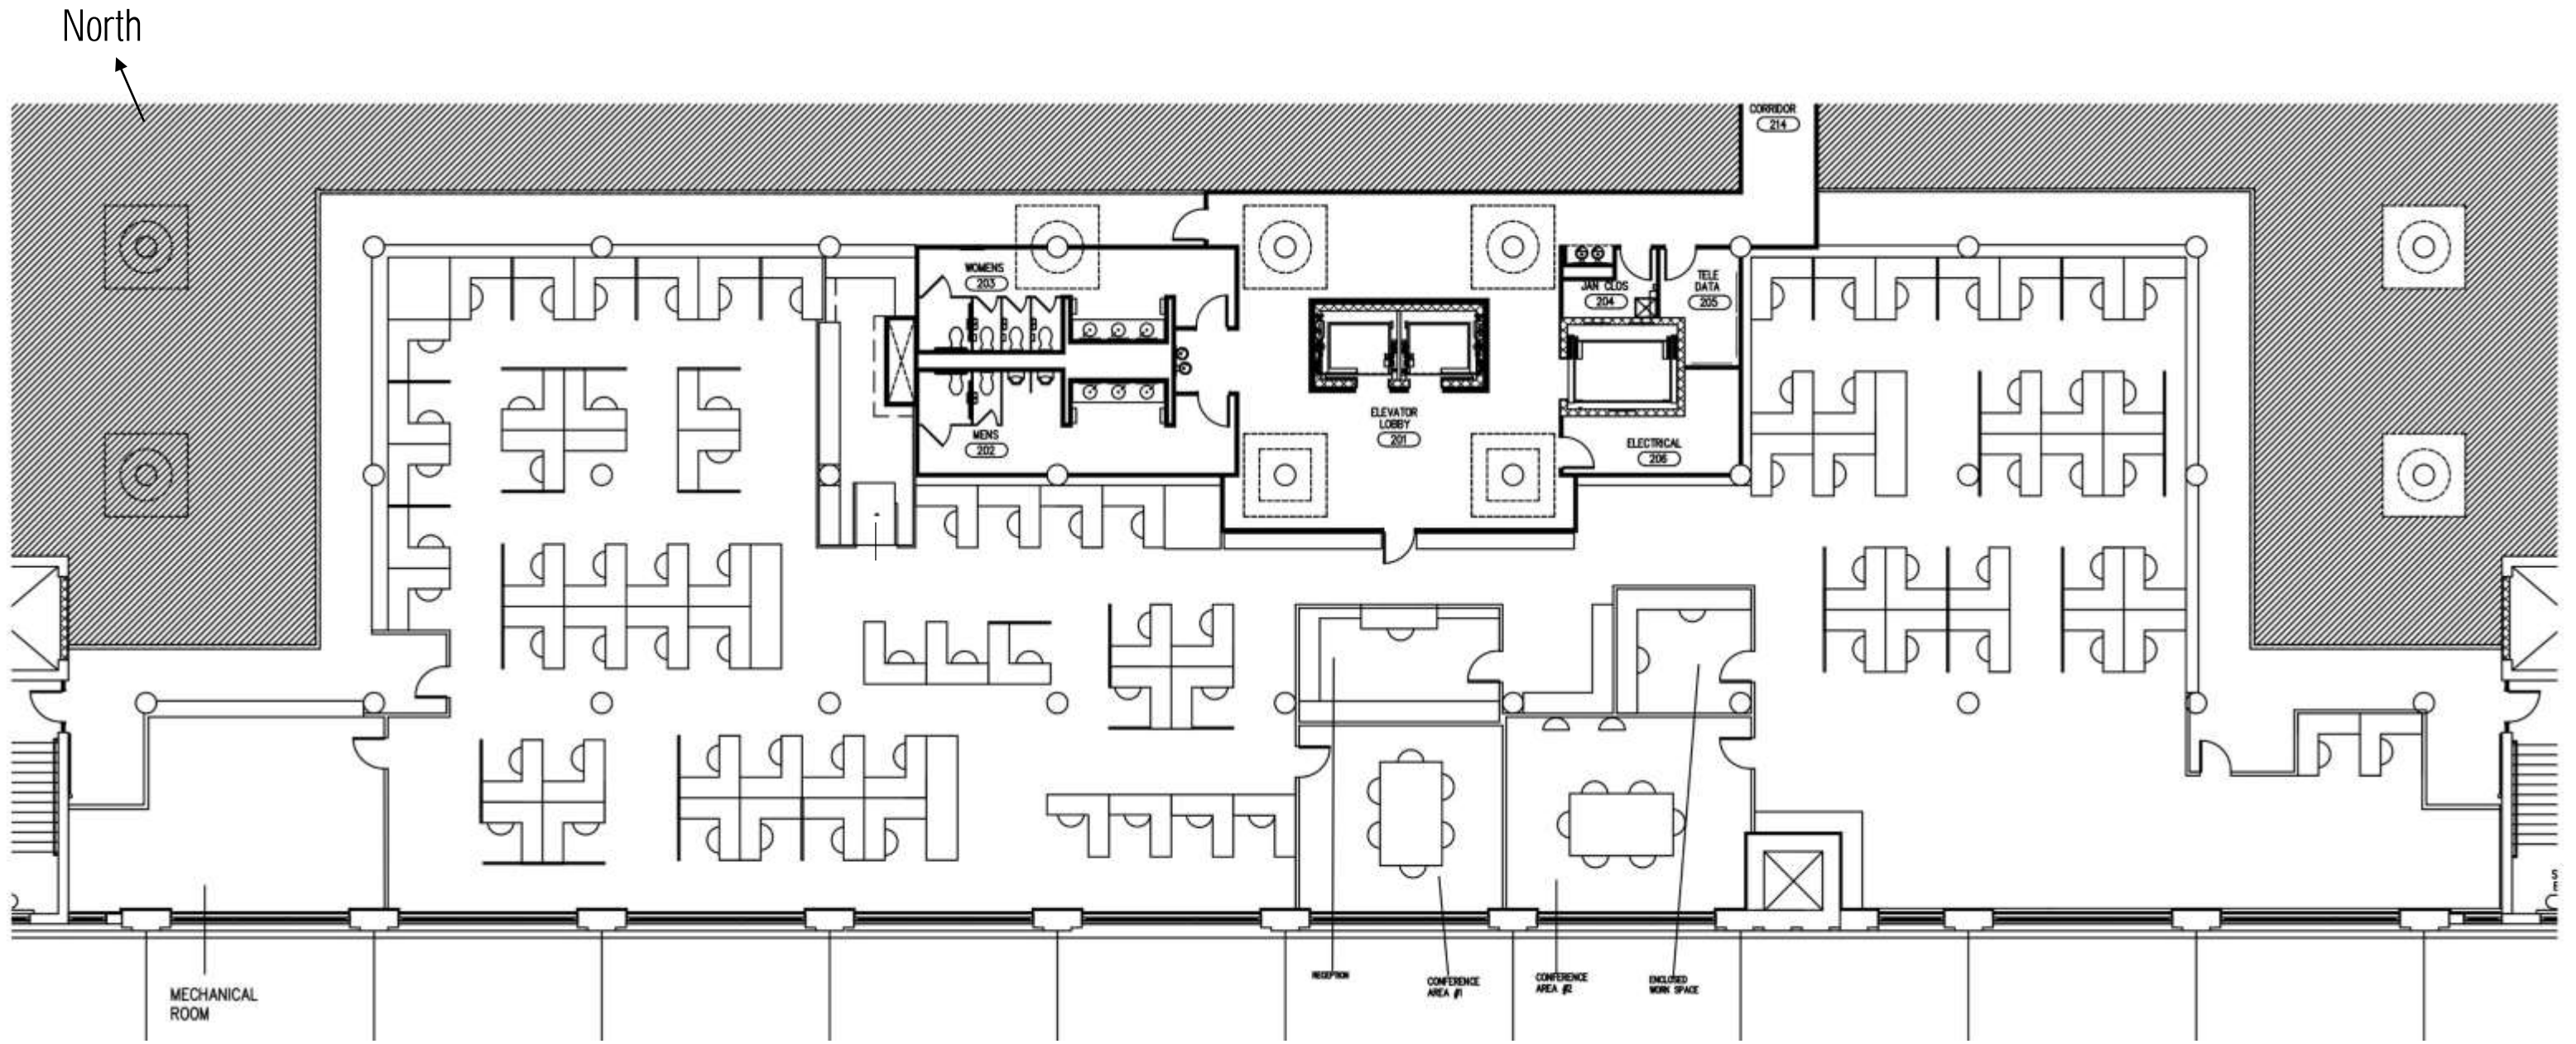 North
CORRIDOR
214
WOMENS
203
TELE
DATA
205
JAN CLOS
204
ELEVATOR
LOBBY
201
MENS
202
ELECTRICAL
206
RECEPTION
CONFERENCE
AREA #1
CONFERENCE
AREA #2
ENCLOSED
WORK SPACE
MECHANICAL
ROOM